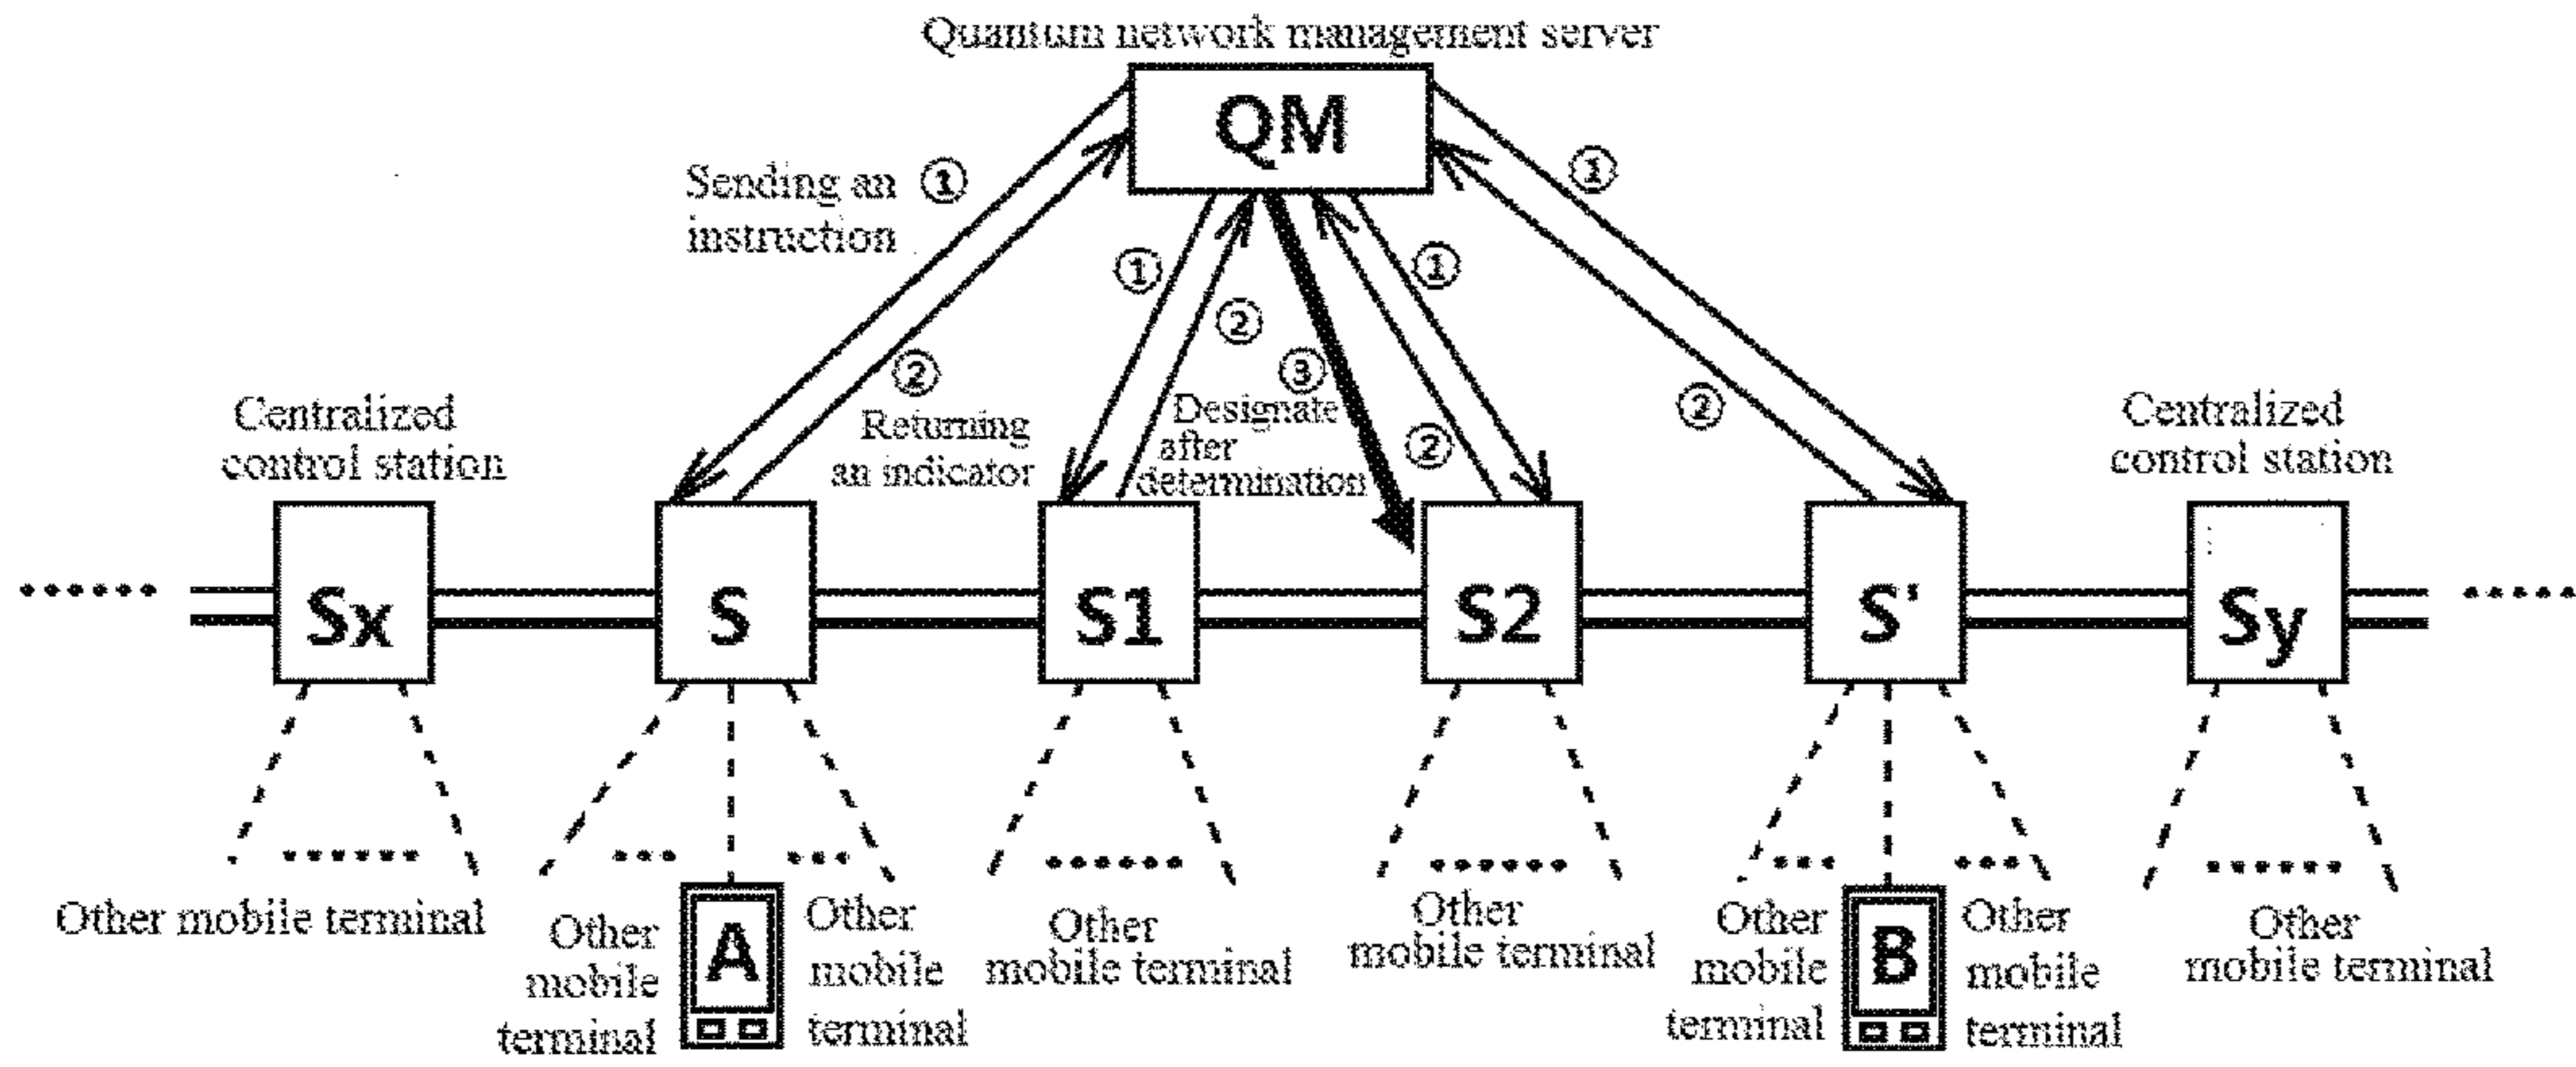 Quantum network management server
QM
Sending an ①
instruction
①
①
①
②
②
③
②
②
Returning
an indicator
Designate
after
determination
Centralized
control station
Centralized
control station
Sx
S
S1
S2
S'
Sy
Other mobile terminal
Other
mobile
terminal
A
Other
mobile
terminal
Other
mobile terminal
Other
mobile terminal
Other
mobile
terminal
B
Other
mobile
terminal
Other
mobile terminal